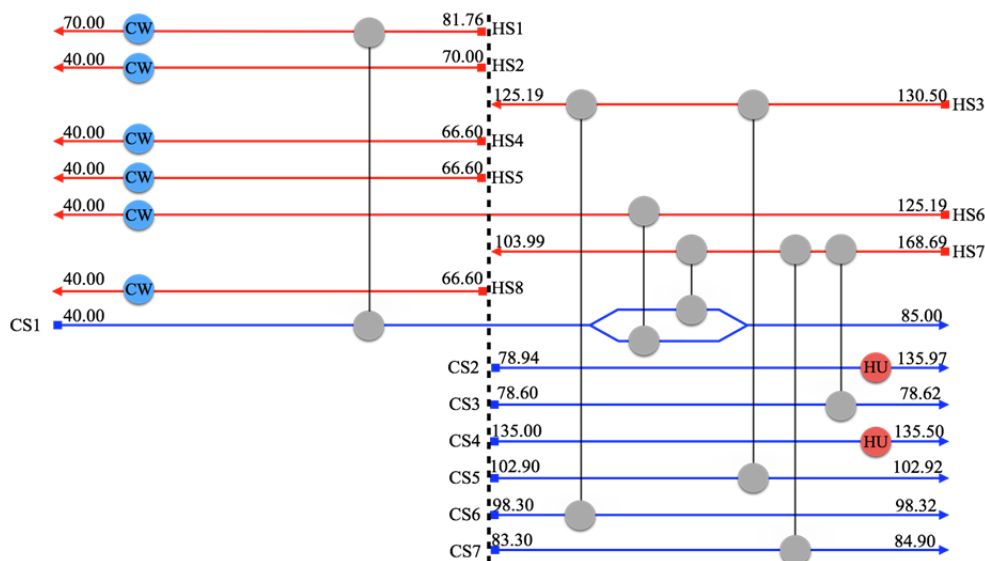 70.00 CW 81.76 HS1
40.00 CW 70.00 HS2
125.19 130.50 HS3
40.00 CW 66.60 HS4
40.00 CW 66.60 HS5
40.00 CW 125.19 HS6
103.99 168.69 HS7
40.00 CW 66.60 HS8
CS1 40.00 85.00
CS2 78.94 HU 135.97
CS3 78.60 78.62
CS4 135.00 HU 135.50
CS5 102.90 102.92
CS6 98.30 98.32
CS7 83.30 84.90